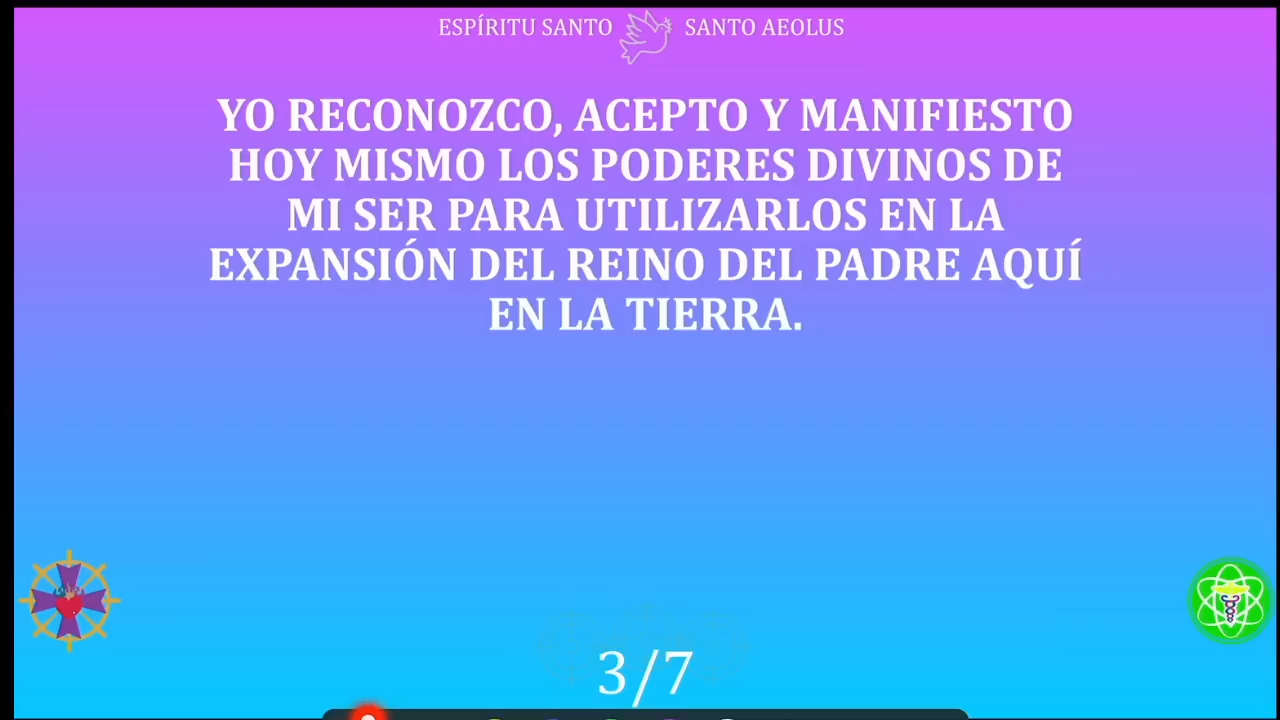 ESPÍRITU SANTO SANTO AEOLUS
YO RECONOZCO, ACEPTO Y MANIFIESTO
HOY MISMO LOS PODERES DIVINOS DE
MI SER PARA UTILIZARLOS EN LA
EXPANSIÓN DEL REINO DEL PADRE AQUÍ
EN LA TIERRA.
3/7